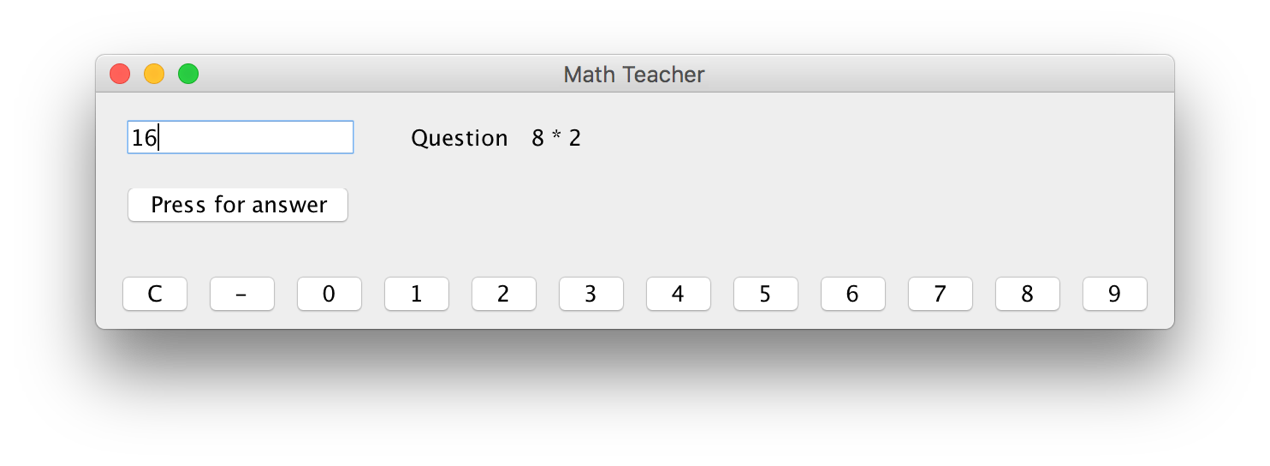 Math Teacher
16 Question 8 * 2
Press for answer
C - 0 1 2 3 4 5 6 7 8 9